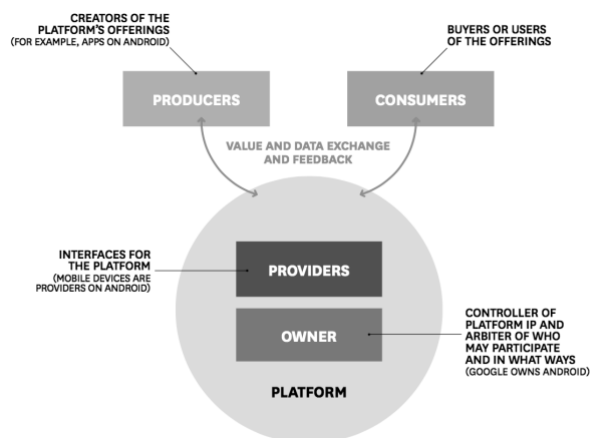 CREATORS OF THE
PLATFORM'S OFFERINGS
(FOR EXAMPLE, APPS ON ANDROID)
BUYERS OR USERS
OF THE OFFERINGS
PRODUCERS
CONSUMERS
VALUE AND DATA EXCHANGE
AND FEEDBACK
INTERFACES FOR
THE PLATFORM
(MOBILE DEVICES ARE
PROVIDERS ON ANDROID)
PROVIDERS
OWNER
CONTROLLER OF
PLATFORM IP AND
ARBITER OF WHO
MAY PARTICIPATE
AND IN WHAT WAYS
(GOOGLE OWNS ANDROID)
PLATFORM